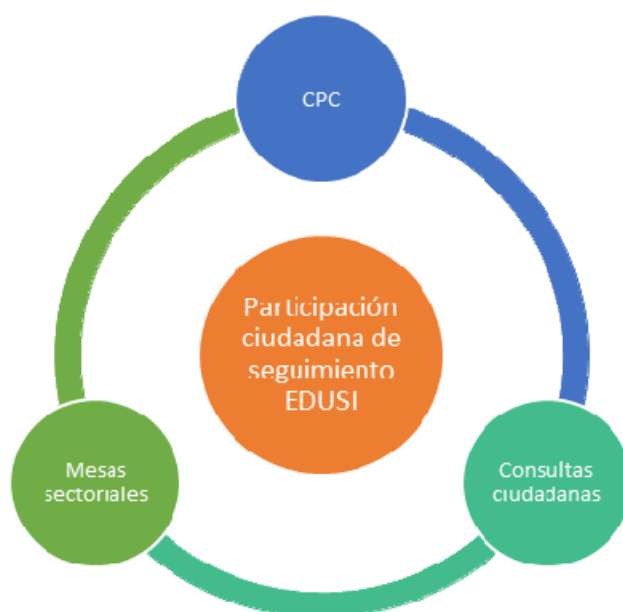 CPC
Participación
ciudadana de
seguimiento
EDUSI
Mesas
sectoriales
Consultas
ciudadanas